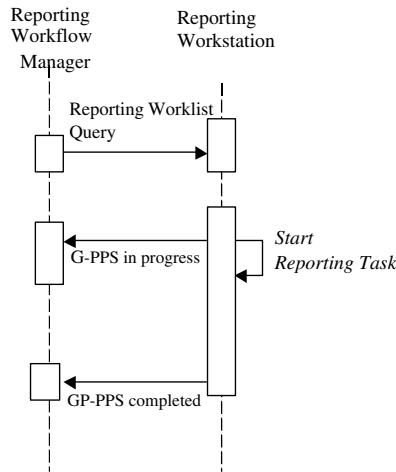 Reporting
Workflow
Manager
Reporting
Workstation
Reporting Worklist
Query
Start
Reporting Task
G-PPS in progress
GP-PPS completed